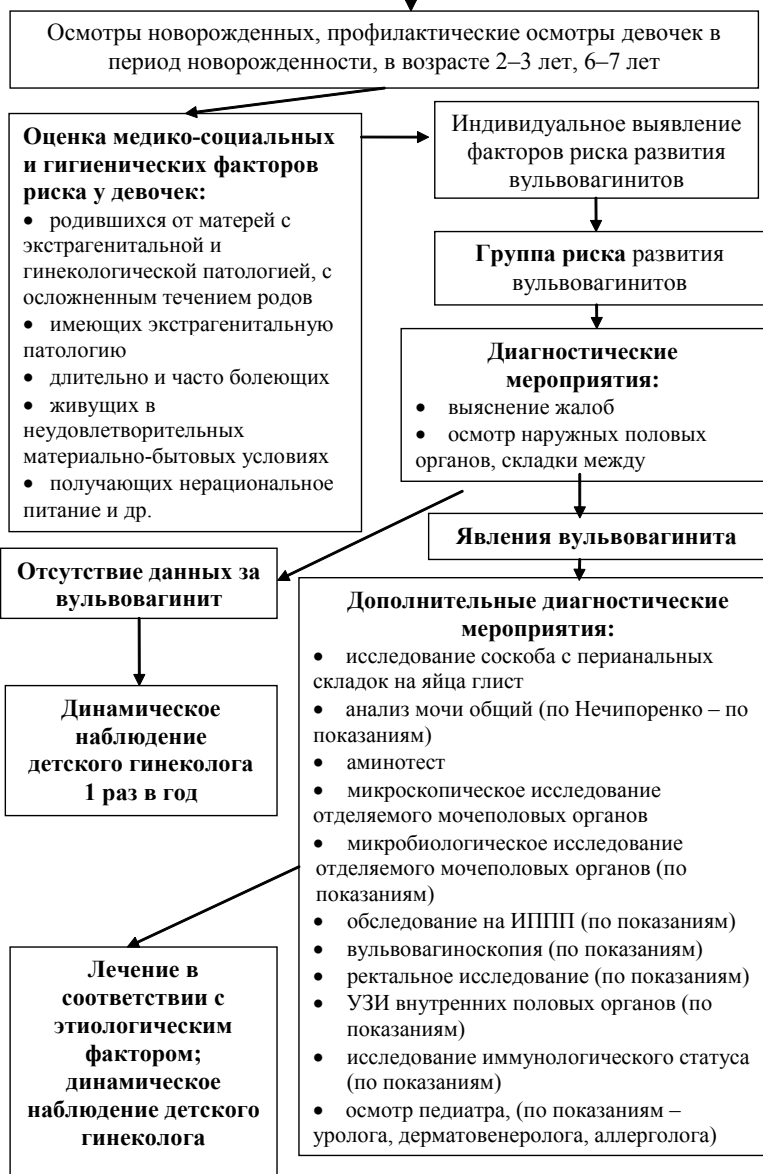 Осмотры новорожденных, профилактические осмотры девочек в
период новорожденности, в возрасте 2–3 лет, 6–7 лет
Оценка медико-социальных
и гигиенических факторов
риска у девочек:
• родившихся от матерей с
экстрагенитальной и
гинекологической патологией, с
осложненным течением родов
• имеющих экстрагенитальную
патологию
• длительно и часто болеющих
• живущих в
неудовлетворительных
материально-бытовых условиях
• получающих нерациональное
питание и др.
Индивидуальное выявление
факторов риска развития
вульвовагинитов
Группа риска развития
вульвовагинитов
Диагностические
мероприятия:
• выяснение жалоб
• осмотр наружных половых
органов, складки между
Явления вульвовагинита
Отсутствие данных за
вульвовагинит
Динамическое
наблюдение
детского гинеколога
1 раз в год
Дополнительные диагностические
мероприятия:
• исследование соскоба с перианальных
складок на яйца глист
• анализ мочи общий (по Нечипоренко – по
показаниям)
• аминотест
• микроскопическое исследование
отделяемого мочеполовых органов
• микробиологическое исследование
отделяемого мочеполовых органов (по
показаниям)
• обследование на ИППП (по показаниям)
• вульвовагиноскопия (по показаниям)
• ректальное исследование (по показаниям)
• УЗИ внутренних половых органов (по
показаниям)
• исследование иммунологического статуса
(по показаниям)
• осмотр педиатра, (по показаниям –
уролога, дерматовенеролога, аллерголога)
Лечение в
соответствии с
этиологическим
фактором;
динамическое
наблюдение детского
гинеколога